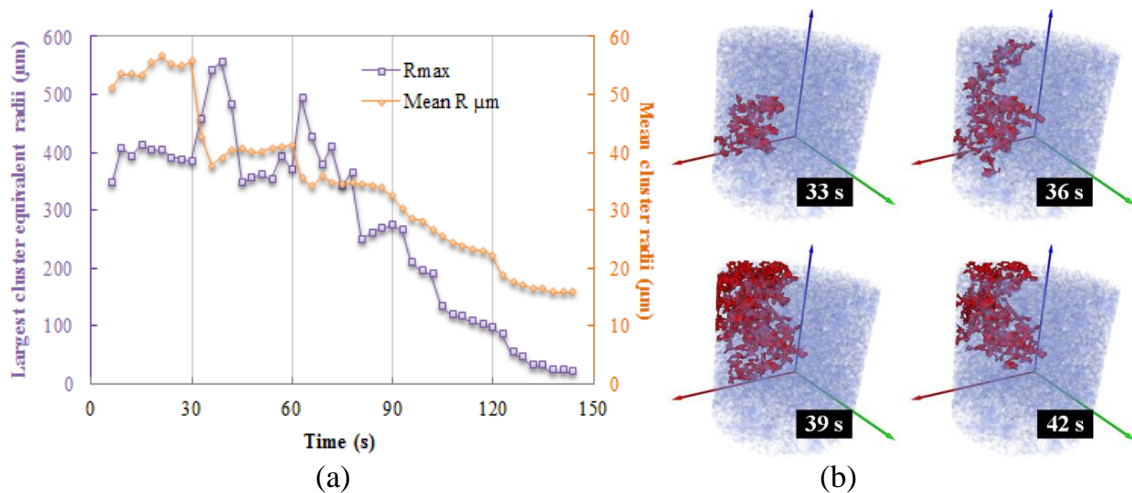 Largest cluster equivalent radii (µm)
600
500
400
300
200
100
0
Rmax
Mean R µm
60
50
40
30
20
10
0
Mean cluster radii (µm)
0 30 60 90 120 150
Time (s)
(a)
33 s
36 s
39 s
42 s
(b)